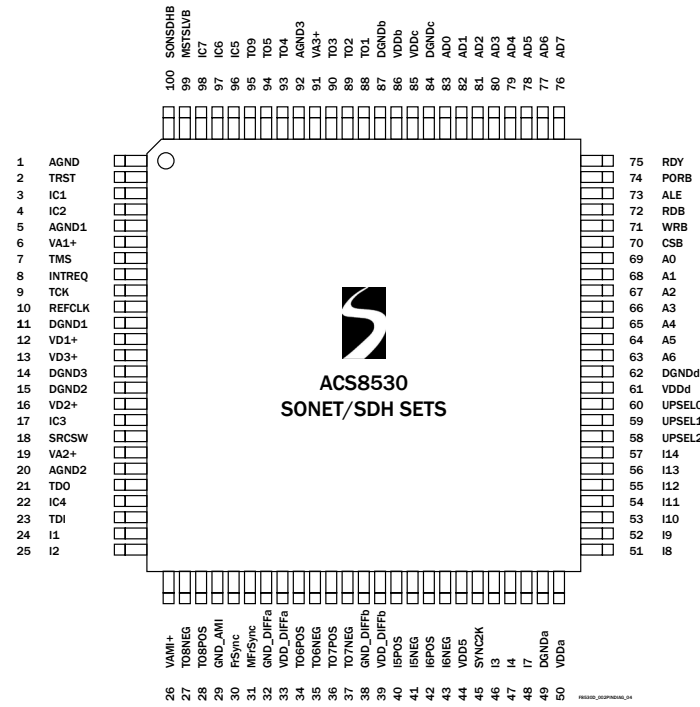 100 SONSDHB
99 MSTSLVB
98 IC7
97 IC6
96 IC5
95 TO9
94 TO5
93 TO4
92 AGND3
91 VA3+
90 TO3
89 TO2
88 TO1
87 DGNDb
86 VDDb
85 VDDc
84 DGNDc
83 AD0
82 AD1
81 AD2
80 AD3
79 AD4
78 AD5
77 AD6
76 AD7
1 AGND
2 TRST
3 IC1
4 IC2
5 AGND1
6 VA1+
7 TMS
8 INTREQ
9 TCK
10 REFCLK
11 DGND1
12 VD1+
13 VD3+
14 DGND3
15 DGND2
16 VD2+
17 IC3
18 SRCSW
19 VA2+
20 AGND2
21 TDO
22 IC4
23 TDI
24 I1
25 I2
ACS8530
SONET/SDH SETS
75 RDY
74 PORB
73 ALE
72 RDB
71 WRB
70 CSB
69 A0
68 A1
67 A2
66 A3
65 A4
64 A5
63 A6
62 DGNDd
61 VDDd
60 UPSEL0
59 UPSEL1
58 UPSEL2
57 I14
56 I13
55 I12
54 I11
53 I10
52 I9
51 I8
26 VAMI+
27 TO8NEG
28 TO8POS
29 GND_AMI
30 FrSync
31 MFrSync
32 GND_DIFFa
33 VDD_DIFFa
34 TO6POS
35 TO6NEG
36 TO7POS
37 TO7NEG
38 GND_DIFFb
39 VDD_DIFFb
40 I5POS
41 I5NEG
42 I6POS
43 I6NEG
44 VDD5
45 SYNC2K
46 I3
47 I4
48 I7
49 DGNDa
50 VDDa